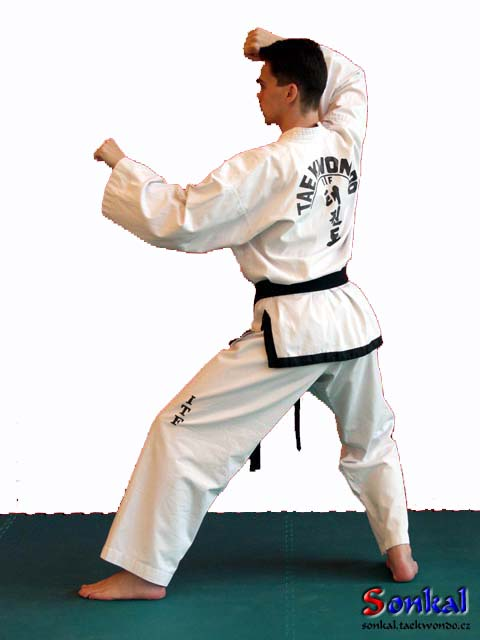 TAEKWONDO
ITF
태
권
도
I
T
F
Sonkal
sonkal.taekwondo.cz